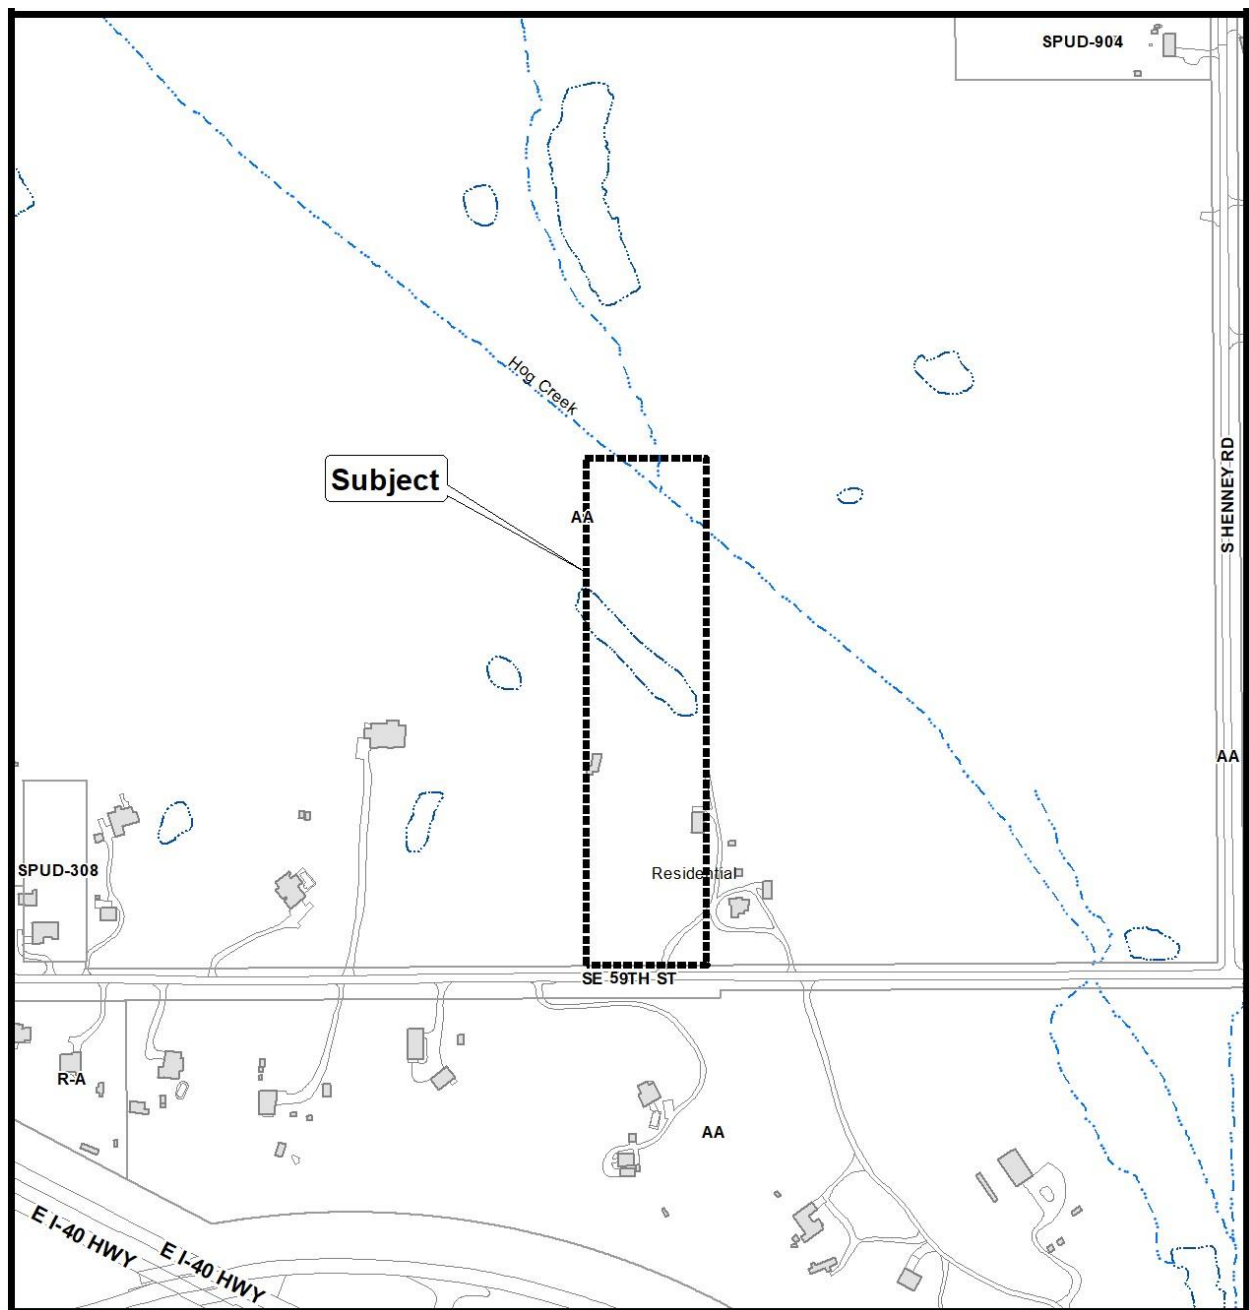 SPUD-904
Hog Creek
Subject
S HENNEY RD
AA
AA
SPUD-308
Residential
SE 59TH ST
R-A
AA
E I-40 HWY
E I-40 HWY